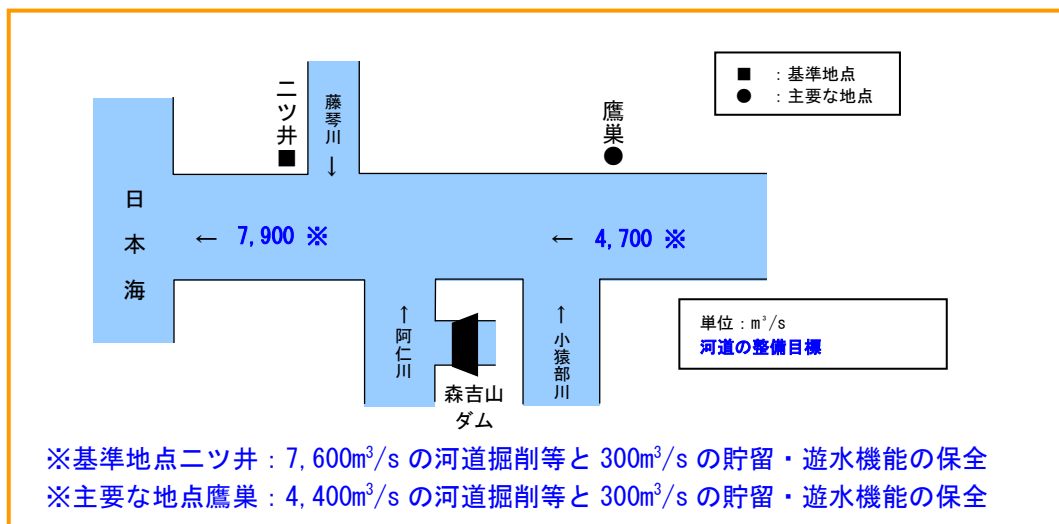 二ツ井
■
藤琴川
↓
鷹巣
●
■ ：基準地点
● ：主要な地点
日本海
← 7,900 ※
← 4,700 ※
↑
阿仁川
森吉山
ダム
↑
小猿部川
単位：m³/s
河道の整備目標
※基準地点二ツ井：7,600m³/s の河道掘削等と 300m³/s の貯留・遊水機能の保全
※主要な地点鷹巣：4,400m³/s の河道掘削等と 300m³/s の貯留・遊水機能の保全